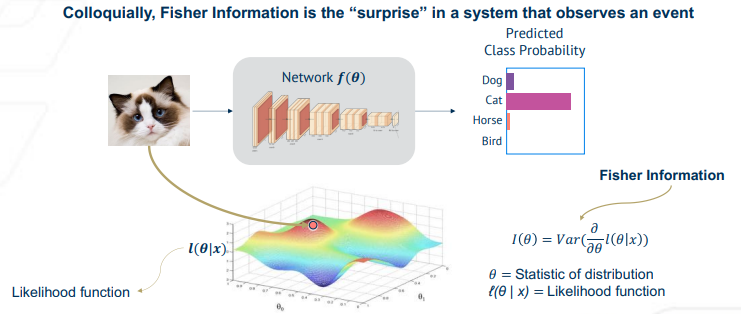 Colloquially, Fisher Information is the “surprise” in a system that observes an event
Predicted
Class Probability
Network f(θ)
Dog
Cat
Horse
Bird
Fisher Information
l(θ|x)
I(θ) = Var(∂/∂θ l(θ|x))
θ = Statistic of distribution
ℓ(θ | x) = Likelihood function
Likelihood function
θ₀
θ₁